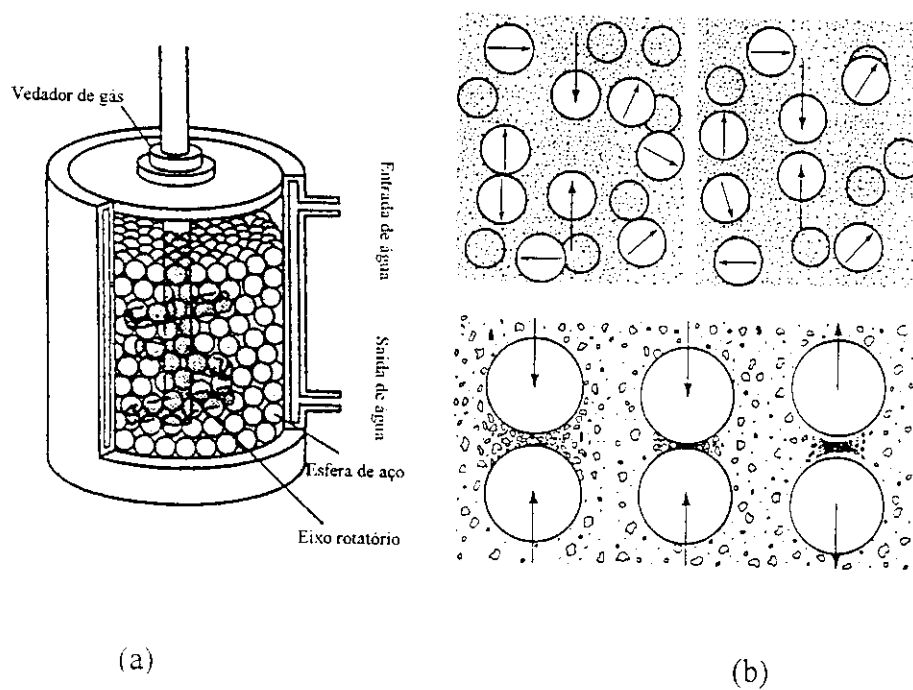 Vedador de gás
Entrada de água
Saída de água
Esfera de aço
Eixo rotatório
(a)
(b)